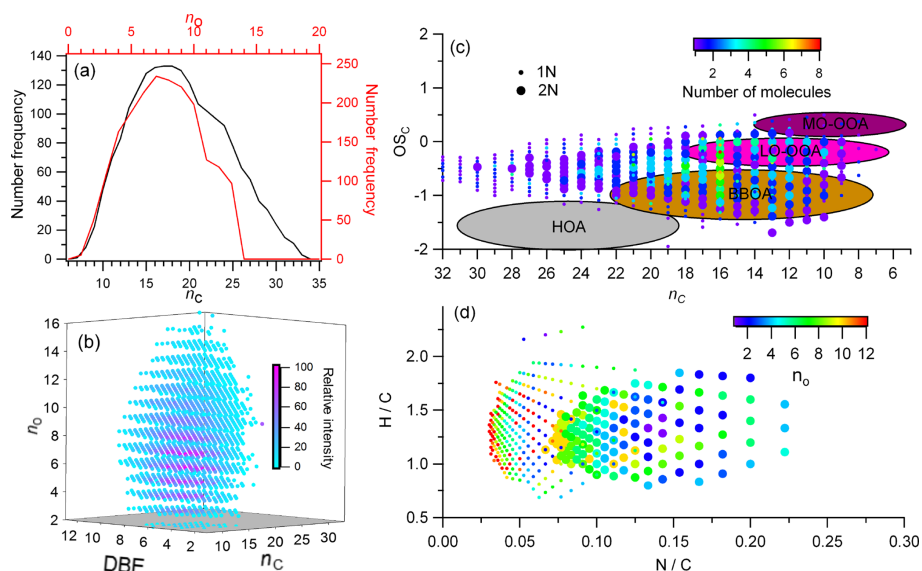 n_O
0 5 10 15 20
(a)
140
120
100
80
60
40
20
0
Number frequency
250
200
150
100
50
0
Number frequency
10 15 20 25 30 35
n_C
(b)
16
14
12
10
8
6
4
2
n_O
100
80
60
40
20
0
Relative intensity
12 10 8 6 4 2
DBE
10 15 20 25 30
n_C
(c)
2 4 6 8
Number of molecules
1N
2N
2
1
0
-1
-2
OS_C
MO-OOA
LO-OOA
BBOA
HOA
32 30 28 26 24 22 20 18 16 14 12 10 8 6
n_C
(d)
2 4 6 8 10 12
n_o
2.0
1.5
1.0
0.5
H / C
0.00 0.05 0.10 0.15 0.20 0.25 0.30
N / C